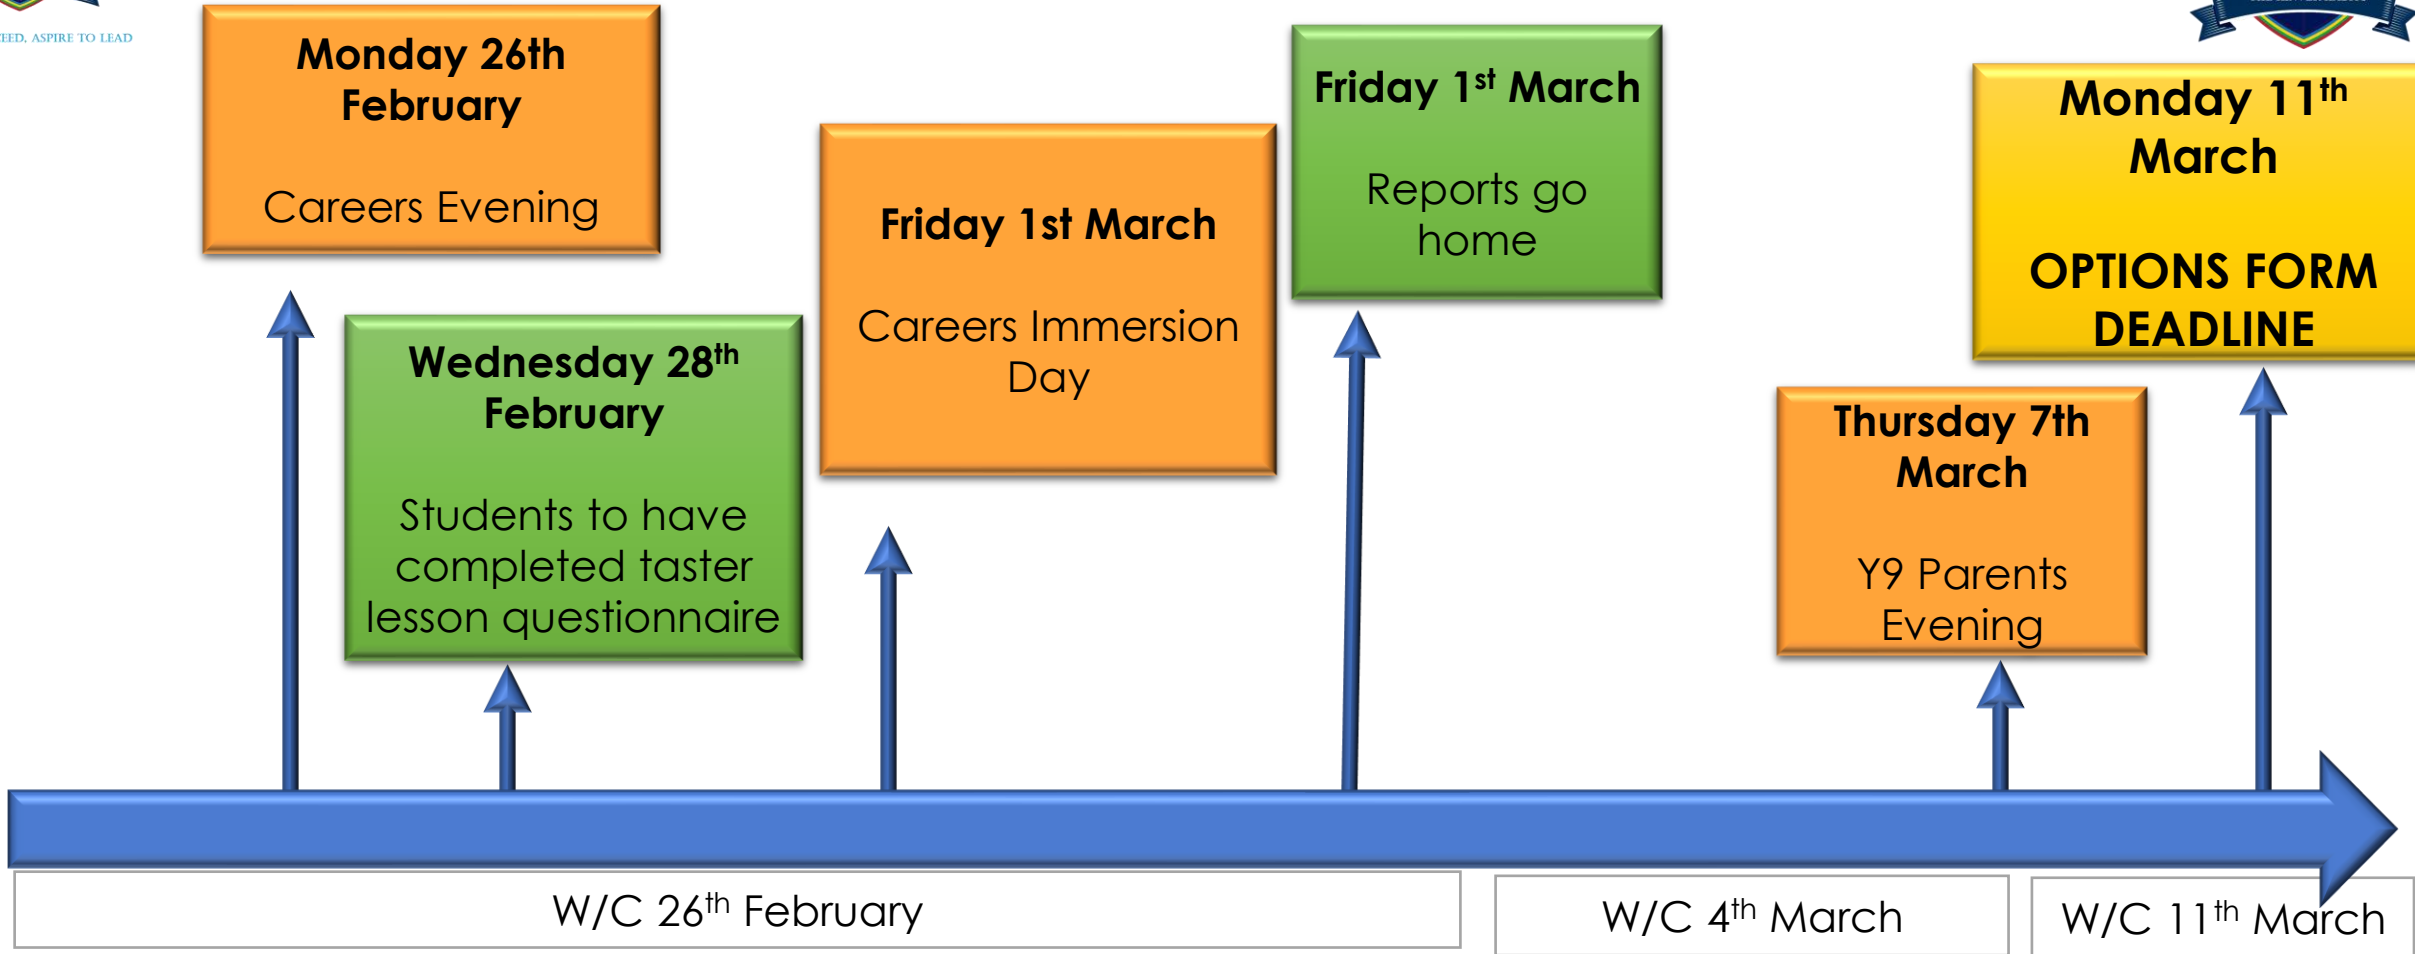 EED, ASPIRE TO LEAD
Monday 26th
February
Careers Evening
Wednesday 28th
February
Students to have
completed taster
lesson questionnaire
Friday 1st March
Careers Immersion
Day
Friday 1st March
Reports go
home
Thursday 7th
March
Y9 Parents
Evening
Monday 11th
March
OPTIONS FORM
DEADLINE
W/C 26th February
W/C 4th March
W/C 11th March